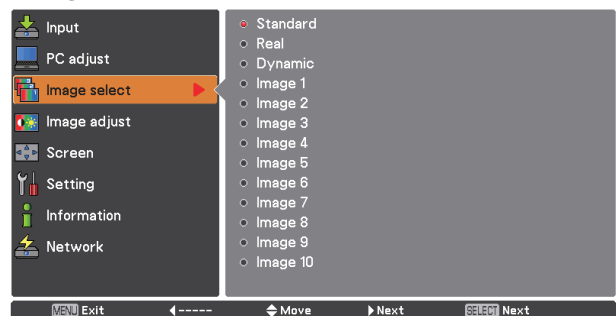 Input
PC adjust
Image select
Image adjust
Screen
Setting
Information
Network
Standard
Real
Dynamic
Image 1
Image 2
Image 3
Image 4
Image 5
Image 6
Image 7
Image 8
Image 9
Image 10
MENU Exit ----- Move Next SELECT Next